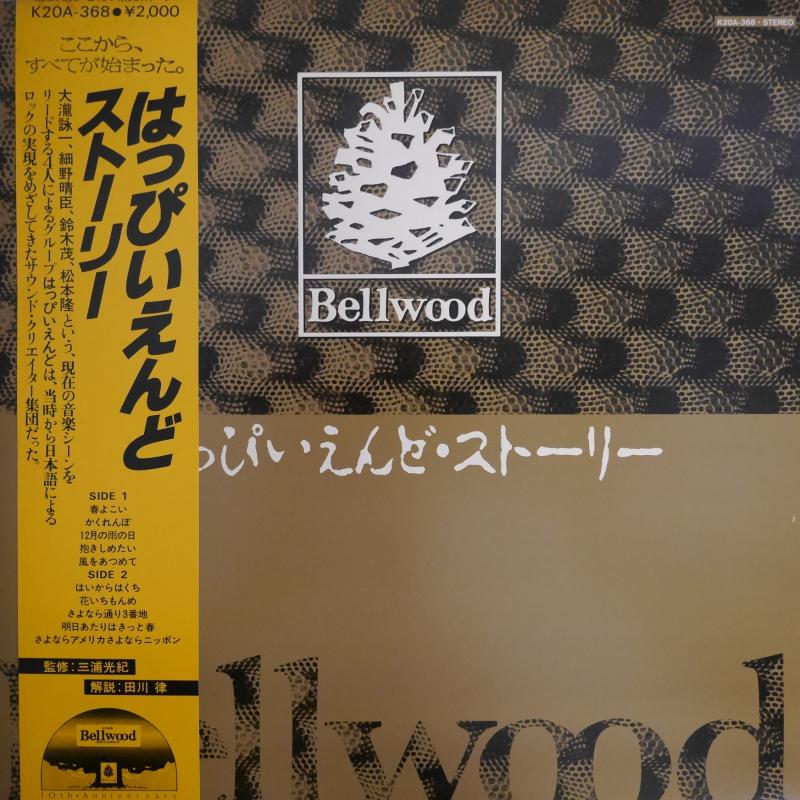 K20A-368●¥2,000
ここから、
すべてが始まった。
はっぴいえんど
ストーリー
大瀧詠一、細野晴臣、鈴木茂、松本隆という、現在の音楽シーンを
リードする4人によるグループはっぴいえんどは、当時から日本語による
ロックの実現をめざしてきたサウンド・クリエイター集団だった。
SIDE 1
春よこい
かくれんぼ
12月の雨の日
抱きしめたい
風をあつめて
SIDE 2
はいからはくち
花いちもんめ
さよなら通り3番地
明日あたりはきっと春
さよならアメリカさよならニッポン
監修:三浦光紀
解説:田川 律
Bellwood
10th・Anniversary
K20A-368・STEREO
Bellwood
っぴいえんど・ストーリー
ellwood